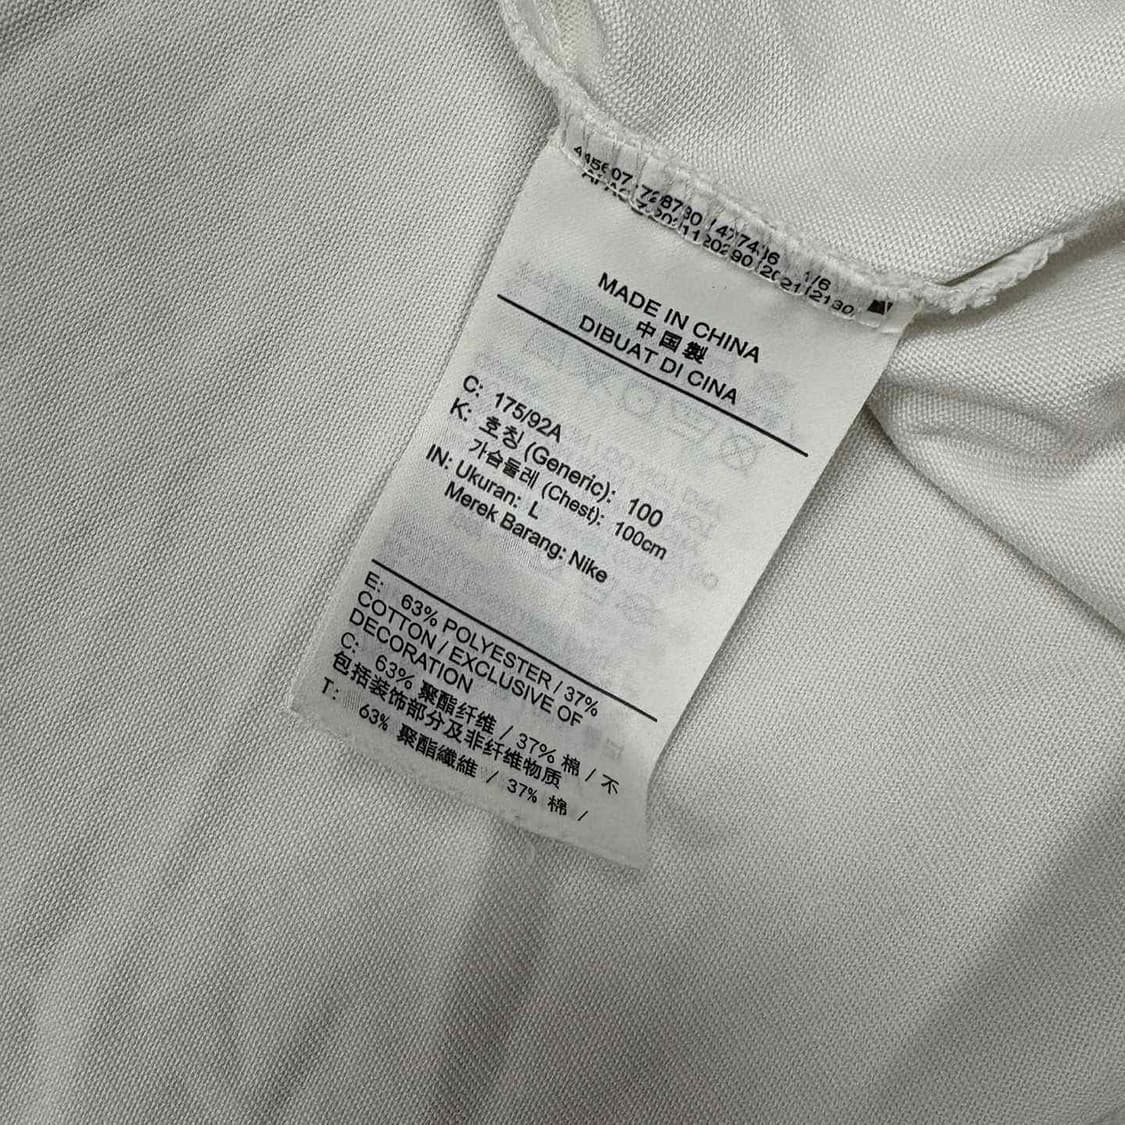 MADE IN CHINA
中国製
DIBUAT DI CINA
C: 175/92A
K: 호칭 (Generic): 100
가슴둘레 (Chest): 100cm
IN: Ukuran: L
Merek Barang: Nike
E: 63% POLYESTER / 37%
COTTON / EXCLUSIVE OF
DECORATION
C: 63% 聚酯纤维 / 37% 棉 / 不
包括装饰部分及非纤维物质
T: 63% 聚酯纖維 / 37% 棉 /